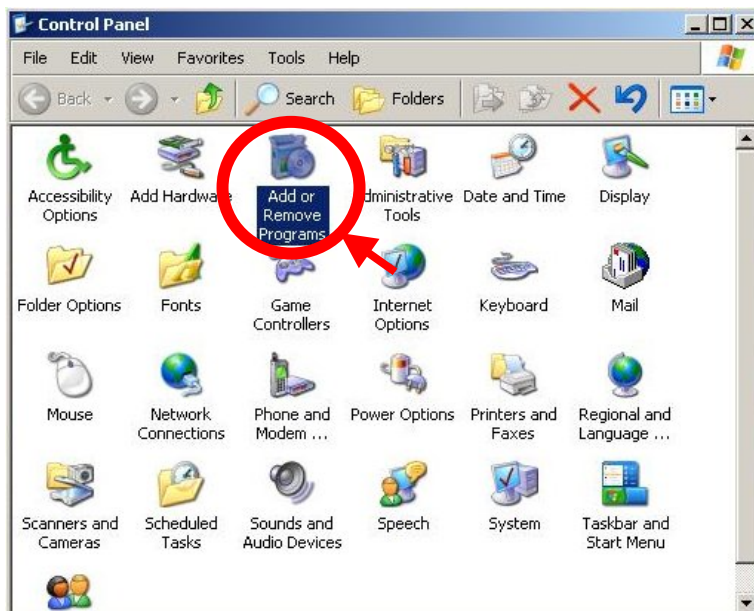 Control Panel
File Edit View Favorites Tools Help
Back Search Folders
Accessibility Options
Add Hardware
Add or Remove Programs
dministrative Tools
Date and Time
Display
Folder Options
Fonts
Game Controllers
Internet Options
Keyboard
Mail
Mouse
Network Connections
Phone and Modem ...
Power Options
Printers and Faxes
Regional and Language ...
Scanners and Cameras
Scheduled Tasks
Sounds and Audio Devices
Speech
System
Taskbar and Start Menu